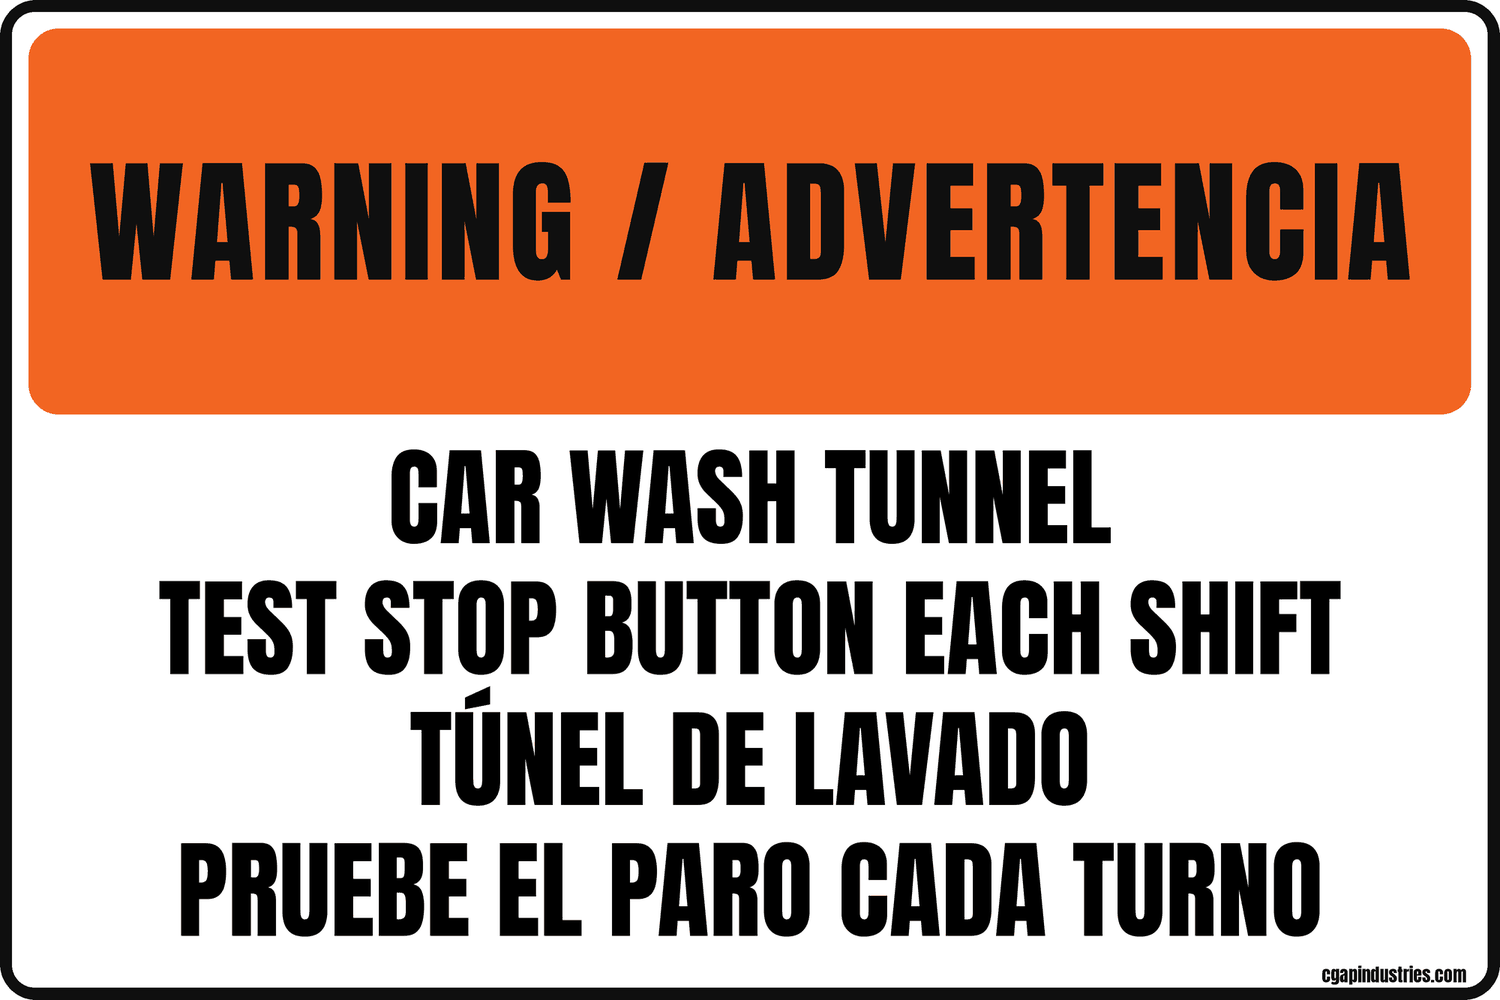 WARNING / ADVERTENCIA
CAR WASH TUNNEL
TEST STOP BUTTON EACH SHIFT
TÚNEL DE LAVADO
PRUEBE EL PARO CADA TURNO
cgapindustries.com